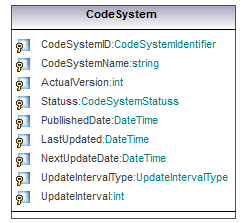 CodeSystem
CodeSystemID:CodeSystemIdentifier
CodeSystemName:string
ActualVersion:int
Statuss:CodeSystemStatuss
PubllishedDate:DateTime
LastUpdated:DateTime
NextUpdateDate:DateTime
UpdateIntervalType:UpdateIntervalType
UpdateInterval:int